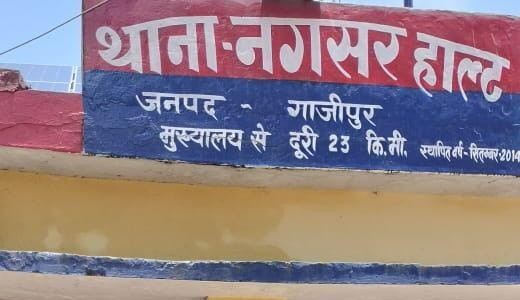 थाना-नगसर हाल्ट
जनपद - गाजीपुर
मुख्यालय से दूरी 23 कि.मी. स्थापित वर्ष-सितम्बर-2014